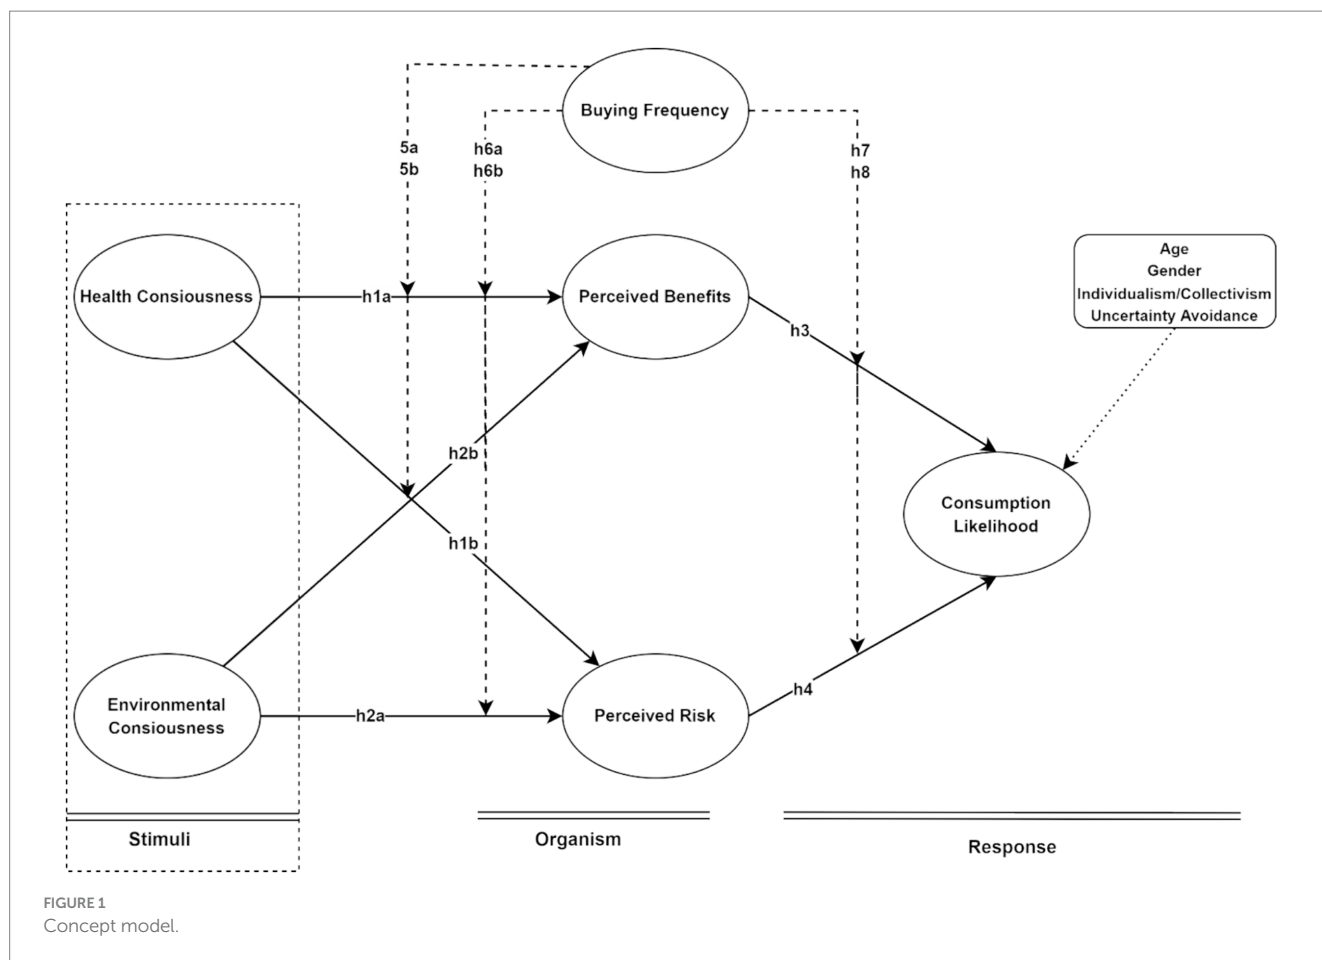 Buying Frequency
5a
5b
h6a
h6b
h7
h8
Health Consiousness
h1a
Perceived Benefits
h3
Age
Gender
Individualism/Collectivism
Uncertainty Avoidance
h2b
h1b
Consumption
Likelihood
Environmental
Consiousness
h2a
Perceived Risk
h4
Stimuli
Organism
Response
FIGURE 1
Concept model.